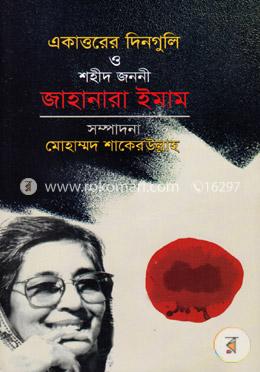 একাত্তরের দিনগুলি
ও
শহীদ জননী
জাহানারা ইমাম
সম্পাদনা
মোহাম্মদ শাকেরউল্লাহ
www.rokomari.com
16297
র